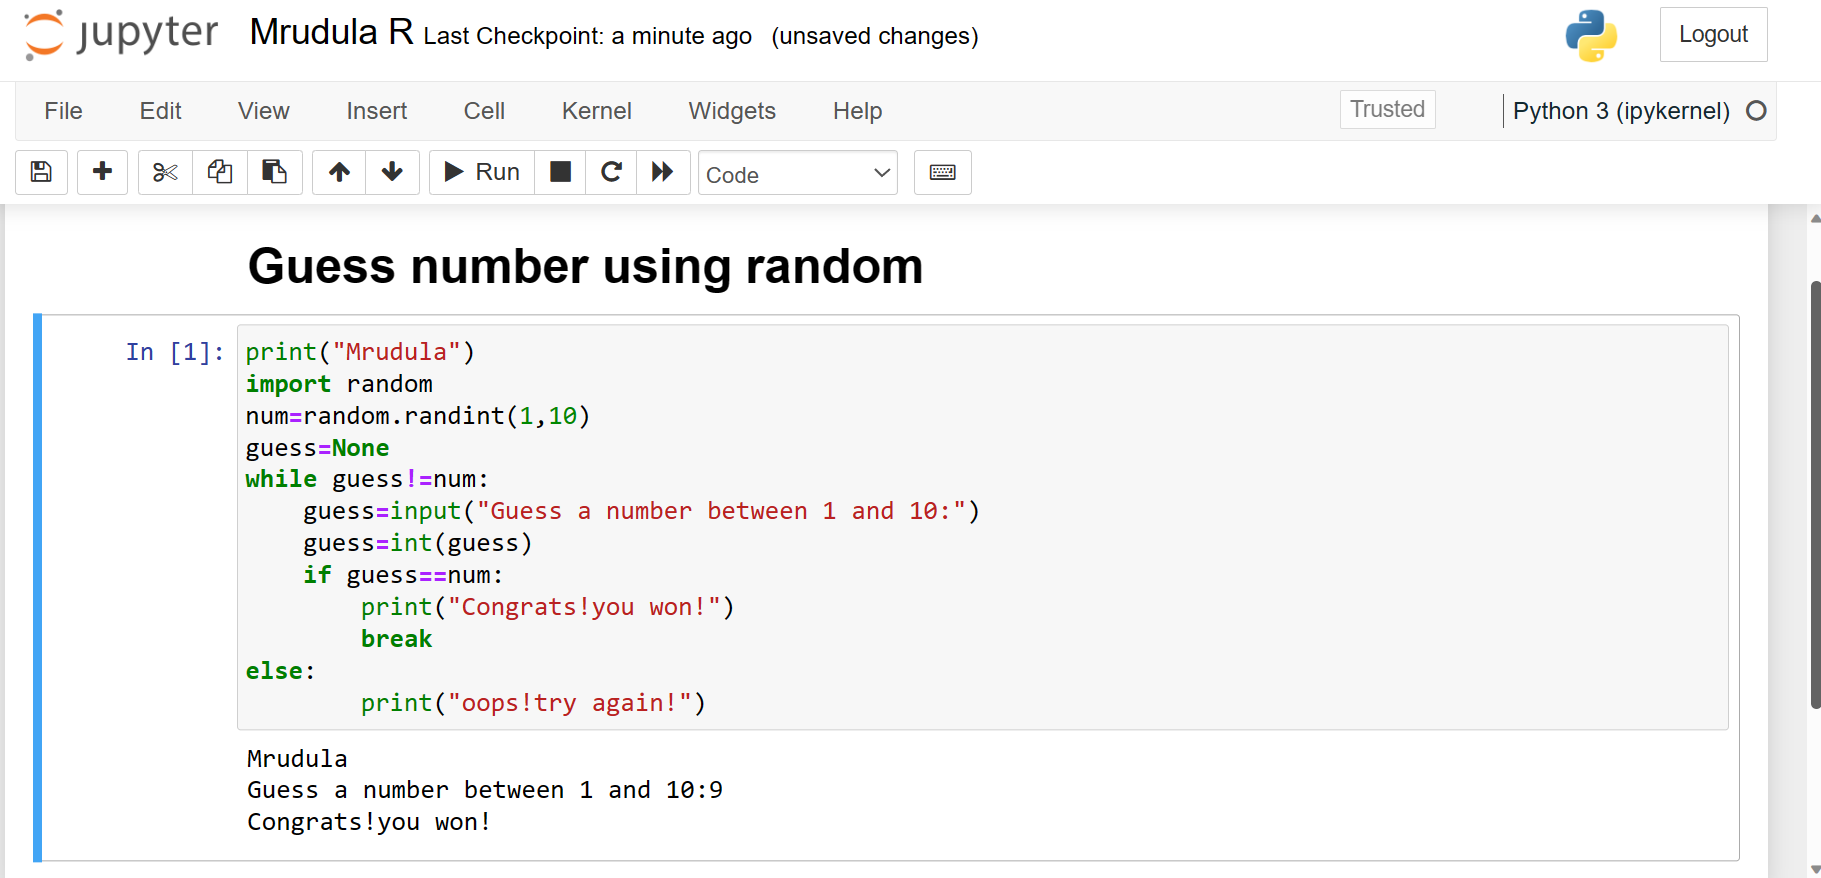 jupyter Mrudula R Last Checkpoint: a minute ago (unsaved changes) Logout
File Edit View Insert Cell Kernel Widgets Help Trusted Python 3 (ipykernel)
Run Code
Guess number using random
In [1]: print("Mrudula")
import random
num=random.randint(1,10)
guess=None
while guess!=num:
    guess=input("Guess a number between 1 and 10:")
    guess=int(guess)
    if guess==num:
        print("Congrats!you won!")
        break
else:
        print("oops!try again!")
Mrudula
Guess a number between 1 and 10:9
Congrats!you won!